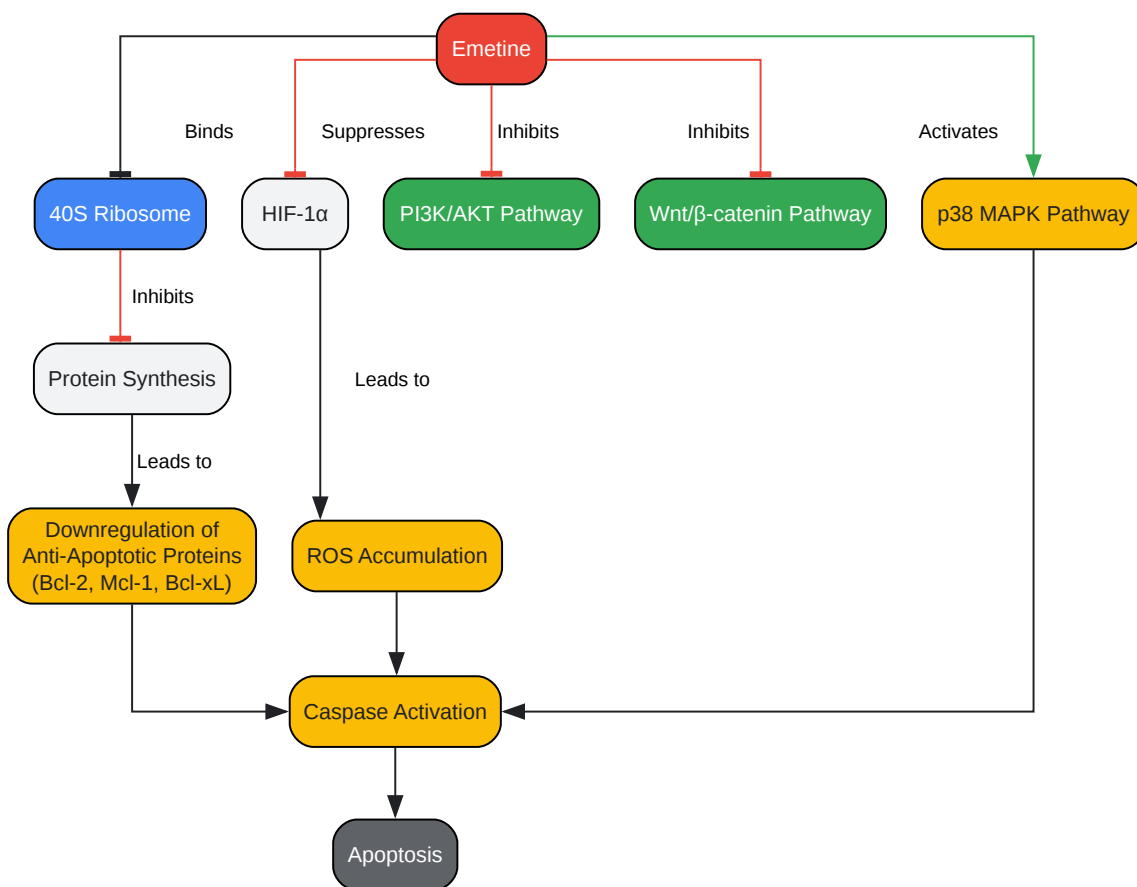 Emetine
Binds
Suppresses
Inhibits
Inhibits
Activates
40S Ribosome
HIF-1α
PI3K/AKT Pathway
Wnt/β-catenin Pathway
p38 MAPK Pathway
Inhibits
Protein Synthesis
Leads to
Leads to
Downregulation of
Anti-Apoptotic Proteins
(Bcl-2, Mcl-1, Bcl-xL)
ROS Accumulation
Caspase Activation
Apoptosis